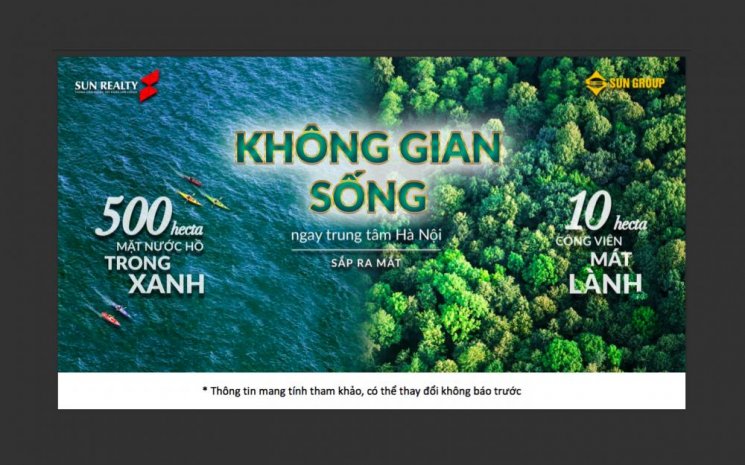 SUN REALTY
SUN GROUP
KHÔNG GIAN
SỐNG
ngay trung tâm Hà Nội
SẮP RA MẮT
500 hecta
MẶT NƯỚC HỒ
TRONG
XANH
10 hecta
CÔNG VIÊN
MÁT
LÀNH
* Thông tin mang tính tham khảo, có thể thay đổi không báo trước